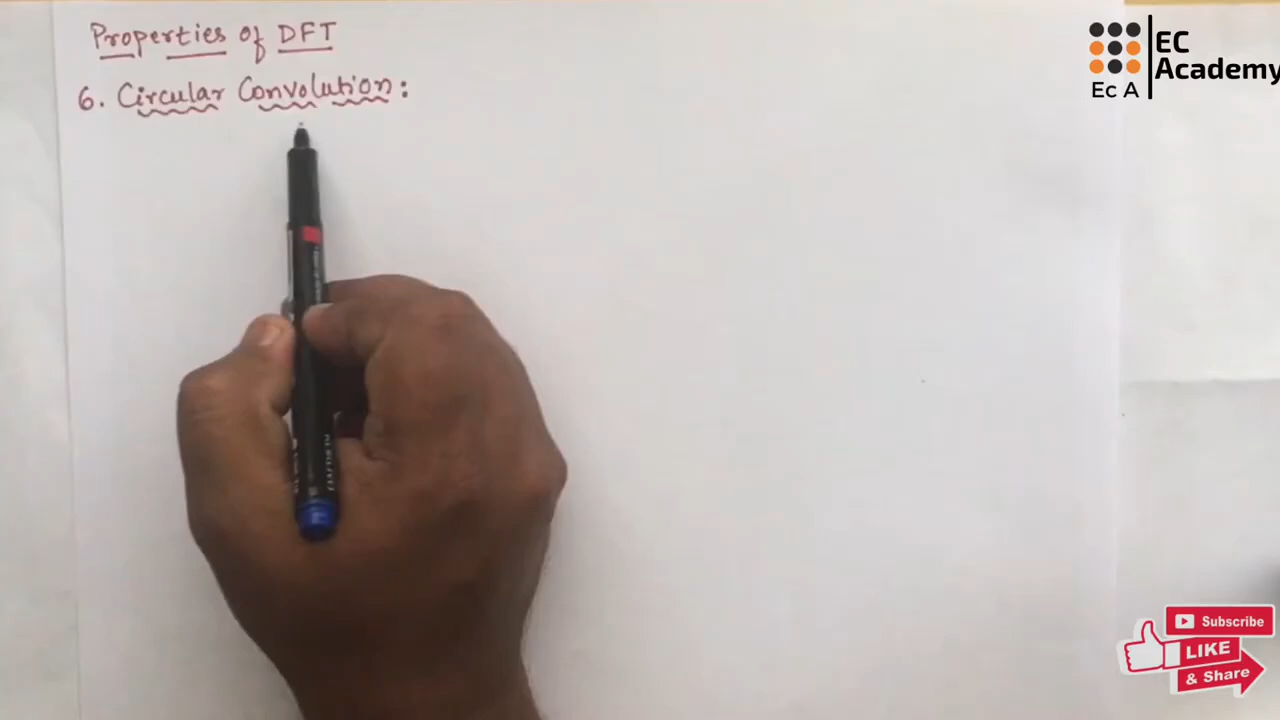 Properties of DFT
6. Circular Convolution:
EC
Academy
Ec A
Subscribe
LIKE
& Share